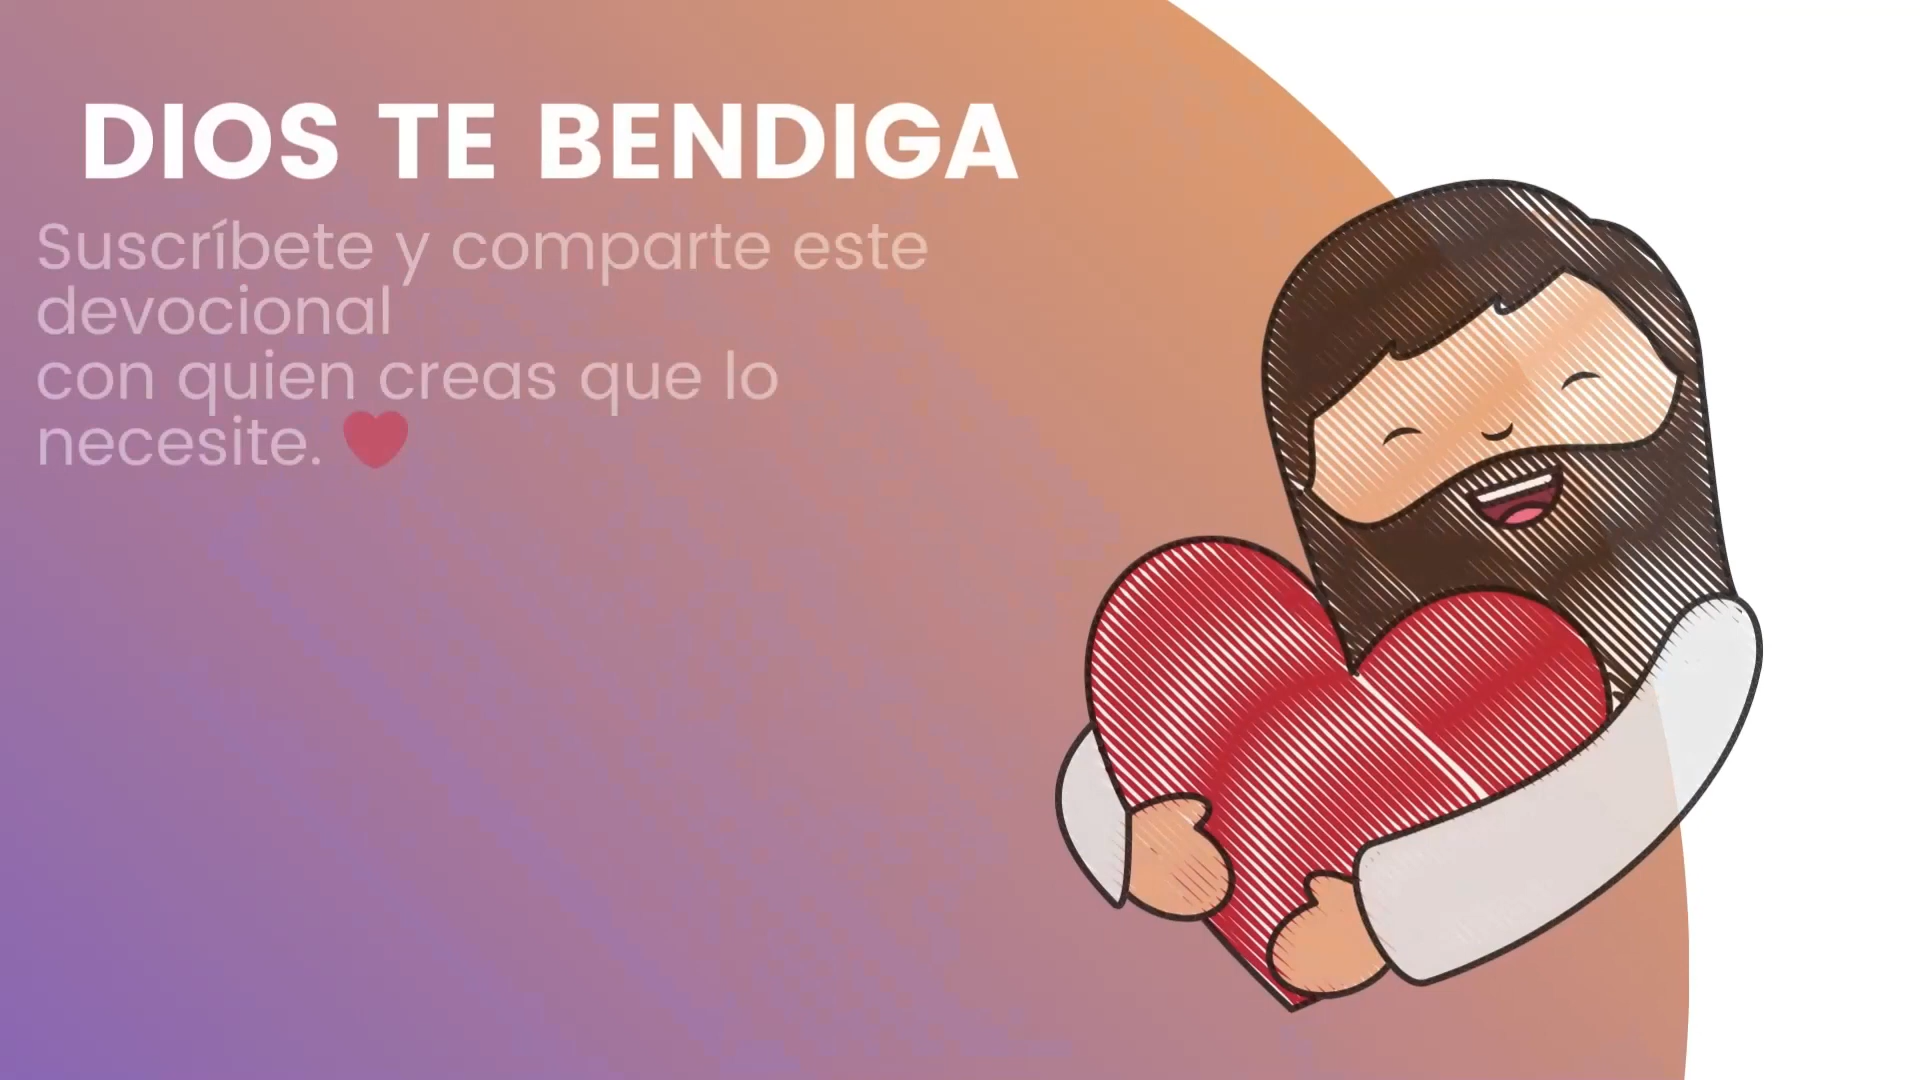 DIOS TE BENDIGA
Suscríbete y comparte este
devocional
con quien creas que lo
necesite. ❤️